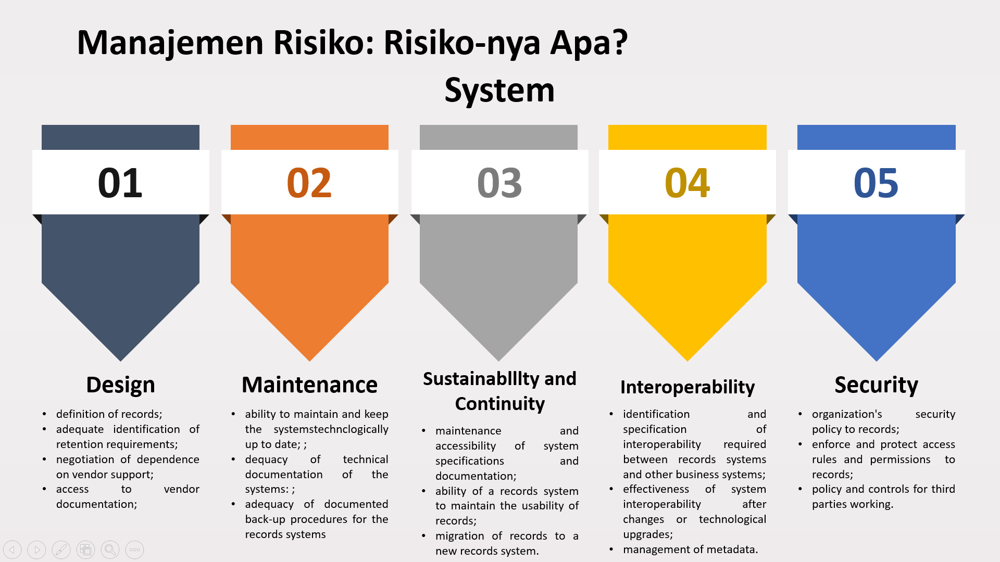 Manajemen Risiko: Risiko-nya Apa?
System
01
02
03
04
05
Design
• definition of records;
• adequate identification of
retention requirements;
• negotiation of dependence
on vendor support;
• access to vendor
documentation;
Maintenance
• ability to maintain and keep
the systemstechnclogically
up to date; ;
• dequacy of technical
documentation of the
systems: ;
• adequacy of documented
back-up procedures for the
records systems
Sustainablllty and
Continuity
• maintenance and
accessibility of system
specifications and
documentation;
• ability of a records system
to maintain the usability of
records;
• migration of records to a
new records system.
Interoperability
• identification and
specification of
interoperability required
between records systems
and other business systems;
• effectiveness of system
interoperability after
changes or technological
upgrades;
• management of metadata.
Security
• organization's security
policy to records;
• enforce and protect access
rules and permissions to
records;
• policy and controls for third
parties working.